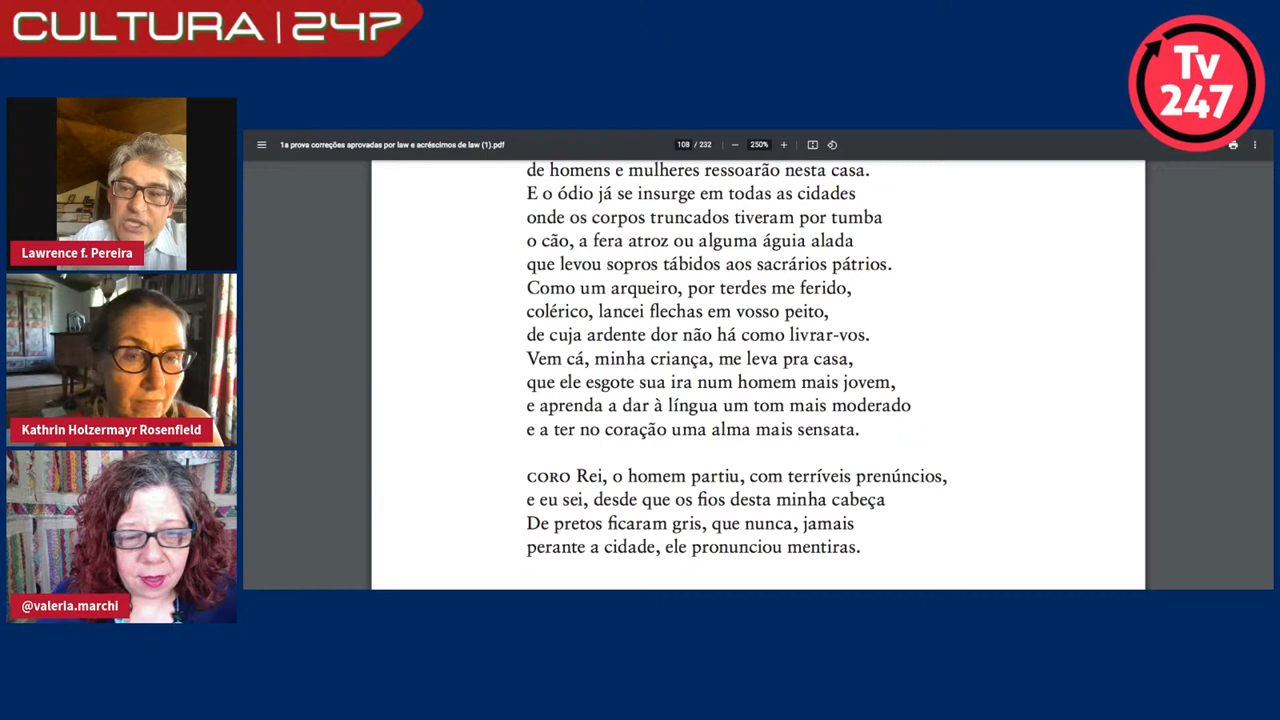 CULTURA | 247
Tv
247
Lawrence f. Pereira
Kathrin Holzermayr Rosenfield
@valeria.marchi
1a prova correções aprovadas por law e acréscimos de law (1).pdf
108 / 232
250%
de homens e mulheres ressoarão nesta casa.
E o ódio já se insurge em todas as cidades
onde os corpos truncados tiveram por tumba
o cão, a fera atroz ou alguma águia alada
que levou sopros tábidos aos sacrários pátrios.
Como um arqueiro, por terdes me ferido,
colérico, lancei flechas em vosso peito,
de cuja ardente dor não há como livrar-vos.
Vem cá, minha criança, me leva pra casa,
que ele esgote sua ira num homem mais jovem,
e aprenda a dar à língua um tom mais moderado
e a ter no coração uma alma mais sensata.
CORO Rei, o homem partiu, com terríveis prenúncios,
e eu sei, desde que os fios desta minha cabeça
De pretos ficaram gris, que nunca, jamais
perante a cidade, ele pronunciou mentiras.